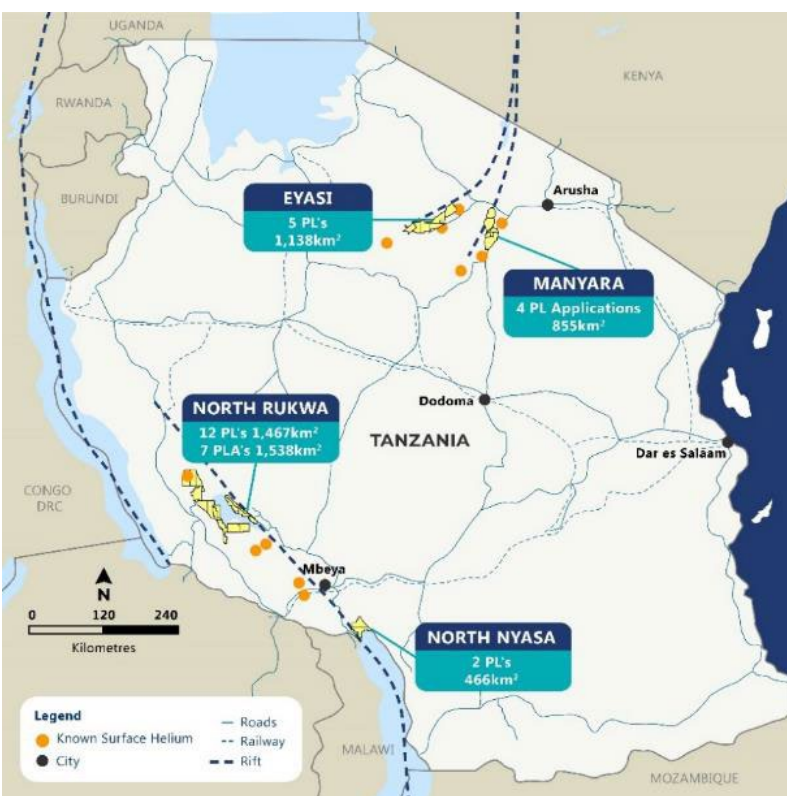 UGANDA
KENYA
RWANDA
BURUNDI
EYASI
5 PL's
1,138km²
Arusha
MANYARA
4 PL Applications
855km²
NORTH RUKWA
12 PL's 1,467km²
7 PLA's 1,538km²
Dodoma
TANZANIA
Dar es Salāam
CONGO
DRC
Mbeya
N
0 120 240
Kilometres
NORTH NYASA
2 PL's
466km²
Legend
Known Surface Helium
City
Roads
Railway
Rift
MALAWI
MOZAMBIQUE